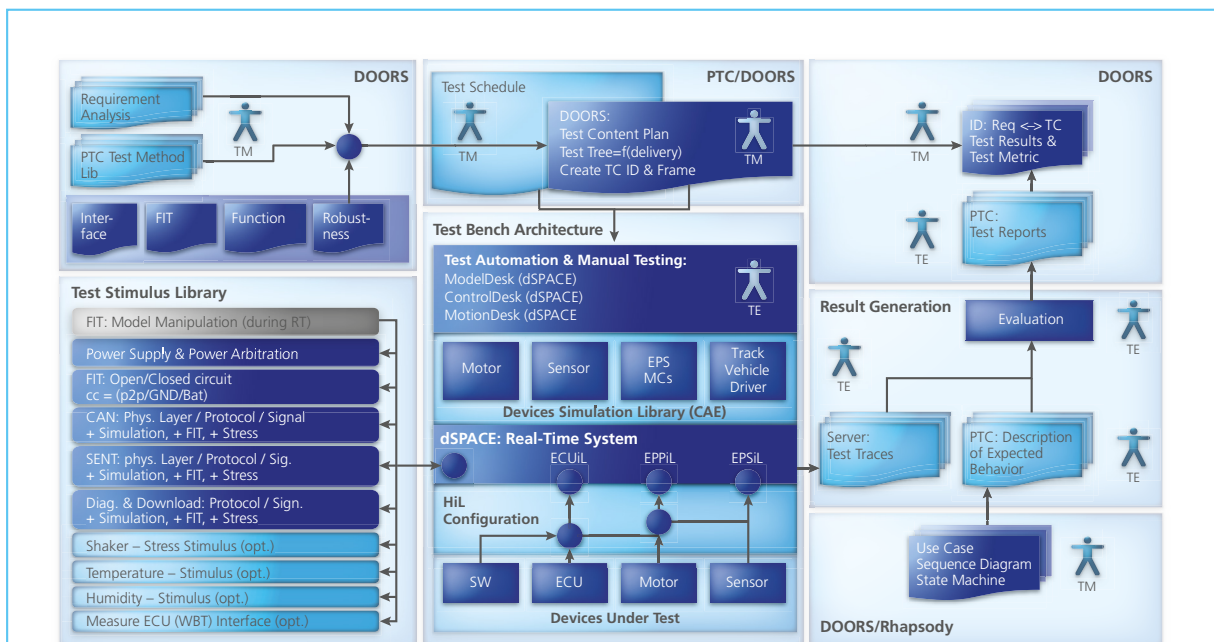 DOORS
Requirement
Analysis
TM
PTC Test Method
Lib
Inter-
face
FIT
Function
Robust-
ness
PTC/DOORS
Test Schedule
TM
DOORS:
Test Content Plan
Test Tree=f(delivery)
Create TC ID & Frame
TM
DOORS
TM
ID: Req <-> TC
Test Results &
Test Metric
TE
PTC:
Test Reports
Test Stimulus Library
FIT: Model Manipulation (during RT)
Power Supply & Power Arbitration
FIT: Open/Closed circuit
cc = (p2p/GND/Bat)
CAN: Phys. Layer / Protocol / Signal
+ Simulation, + FIT, + Stress
SENT: phys. Layer / Protocol / Sig.
+ Simulation, + FIT, + Stress
Diag. & Download: Protocol / Sign.
+ Simulation, + FIT, + Stress
Shaker – Stress Stimulus (opt.)
Temperature – Stimulus (opt.)
Humidity – Stimulus (opt.)
Measure ECU (WBT) Interface (opt.)
Test Bench Architecture
Test Automation & Manual Testing:
ModelDesk (dSPACE)
ControlDesk (dSPACE)
MotionDesk (dSPACE
TE
Motor
Sensor
EPS
MCs
Track
Vehicle
Driver
Devices Simulation Library (CAE)
dSPACE: Real-Time System
ECUiL
EPPiL
EPSiL
HiL
Configuration
SW
ECU
Motor
Sensor
Devices Under Test
Result Generation
Evaluation
TE
TE
Server:
Test Traces
PTC: Description
of Expected
Behavior
TE
Use Case
Sequence Diagram
State Machine
TM
DOORS/Rhapsody